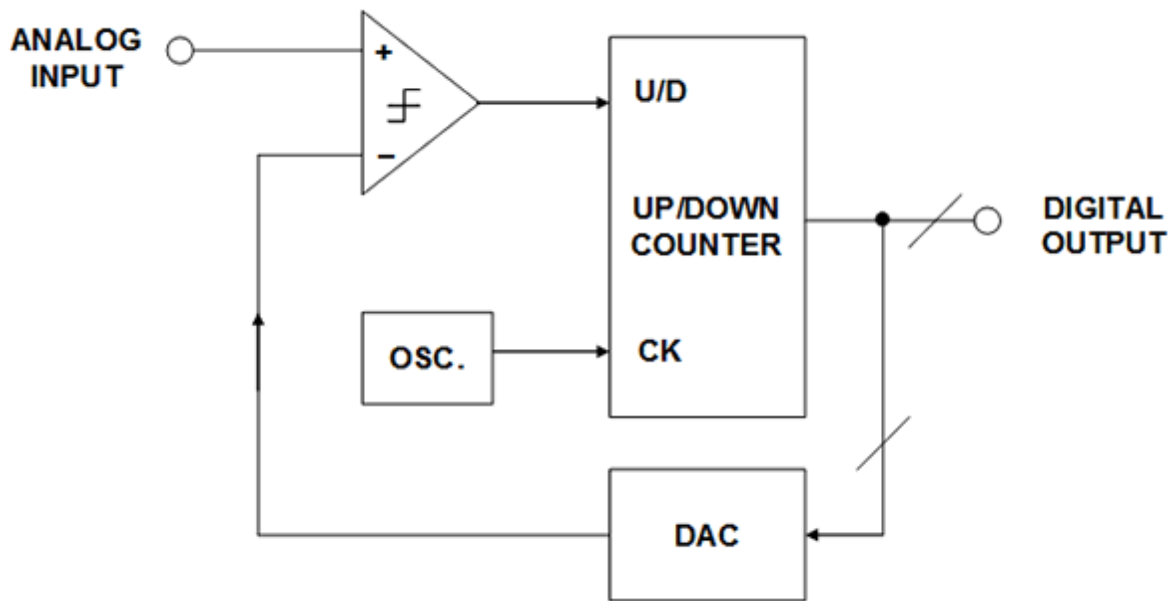 ANALOG
INPUT
+
−
U/D
UP/DOWN
COUNTER
CK
OSC.
DIGITAL
OUTPUT
DAC